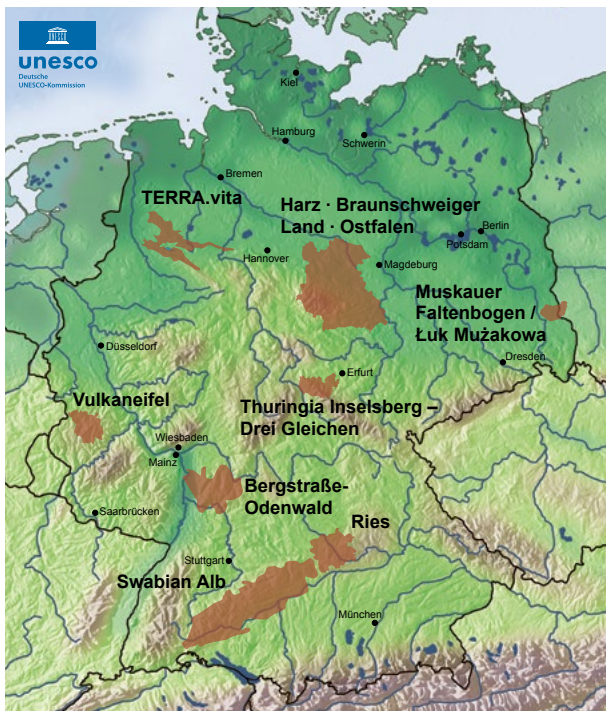 unesco
Deutsche
UNESCO-Kommission
Kiel
Hamburg
Schwerin
Bremen
TERRA.vita
Harz · Braunschweiger
Land · Ostfalen
Berlin
Potsdam
Hannover
Magdeburg
Muskauer
Faltenbogen /
Łuk Mużakowa
Düsseldorf
Dresden
Erfurt
Vulkaneifel
Thuringia Inselsberg –
Drei Gleichen
Wiesbaden
Mainz
Bergstraße-
Odenwald
Saarbrücken
Ries
Stuttgart
Swabian Alb
München